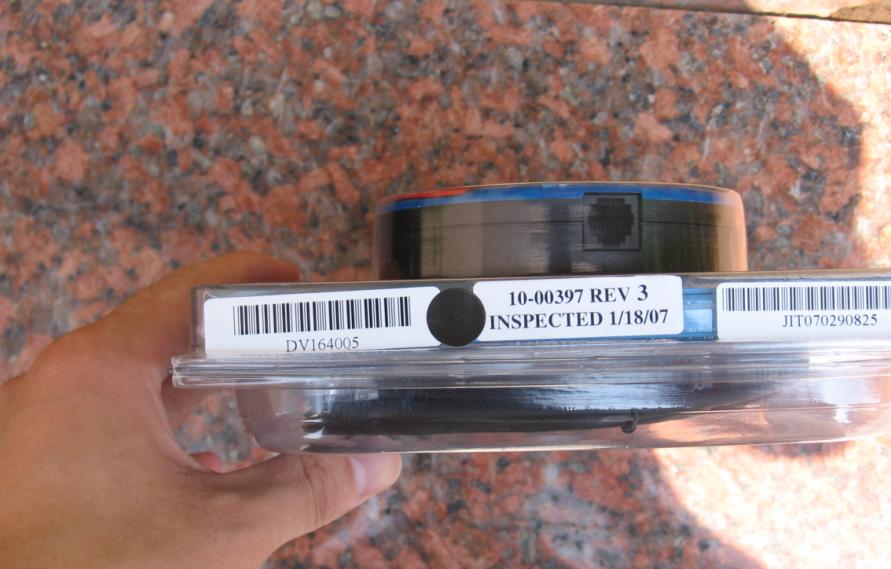 DV164005
10-00397 REV 3
INSPECTED 1/18/07
JIT070290825